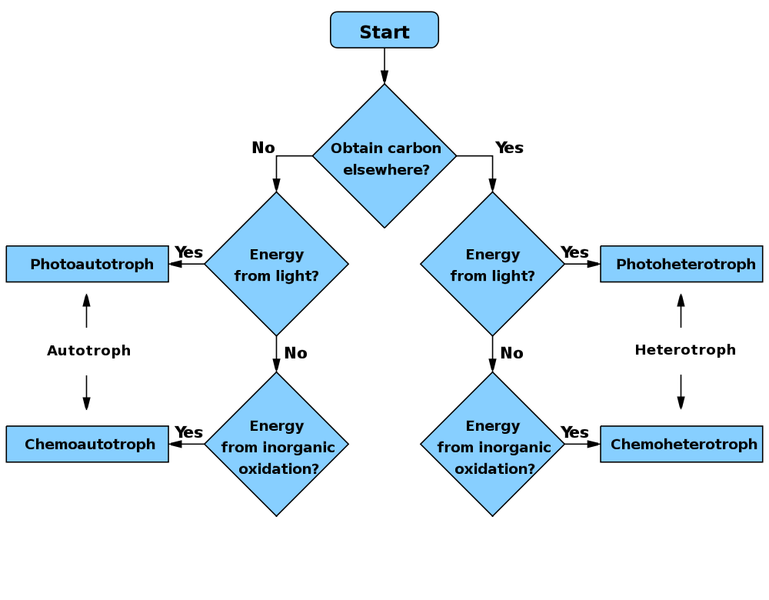 Start
Obtain carbon
elsewhere?
No
Yes
Energy
from light?
Energy
from light?
Yes
Yes
Photoautotroph
Photoheterotroph
Autotroph
Heterotroph
No
No
Energy
from inorganic
oxidation?
Energy
from inorganic
oxidation?
Yes
Yes
Chemoautotroph
Chemoheterotroph